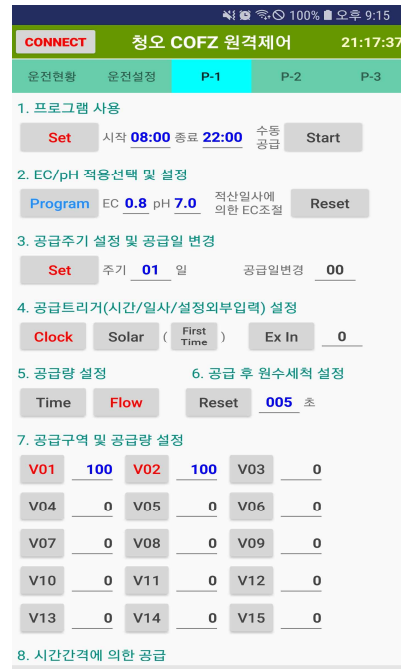 100% 오후 9:15
CONNECT 청오 COFZ 원격제어 21:17:37
운전현황 운전설정 P-1 P-2 P-3
1. 프로그램 사용
Set 시작 08:00 종료 22:00 수동 공급 Start
2. EC/pH 적용선택 및 설정
Program EC 0.8 pH 7.0 적산일사에 의한 EC조절 Reset
3. 공급주기 설정 및 공급일 변경
Set 주기 01 일 공급일변경 00
4. 공급트리거(시간/일사/설정외부입력) 설정
Clock Solar ( First Time ) Ex In 0
5. 공급량 설정 6. 공급 후 원수세척 설정
Time Flow Reset 005 초
7. 공급구역 및 공급량 설정
V01 100 V02 100 V03 0
V04 0 V05 0 V06 0
V07 0 V08 0 V09 0
V10 0 V11 0 V12 0
V13 0 V14 0 V15 0
8. 시간간격에 의한 공급